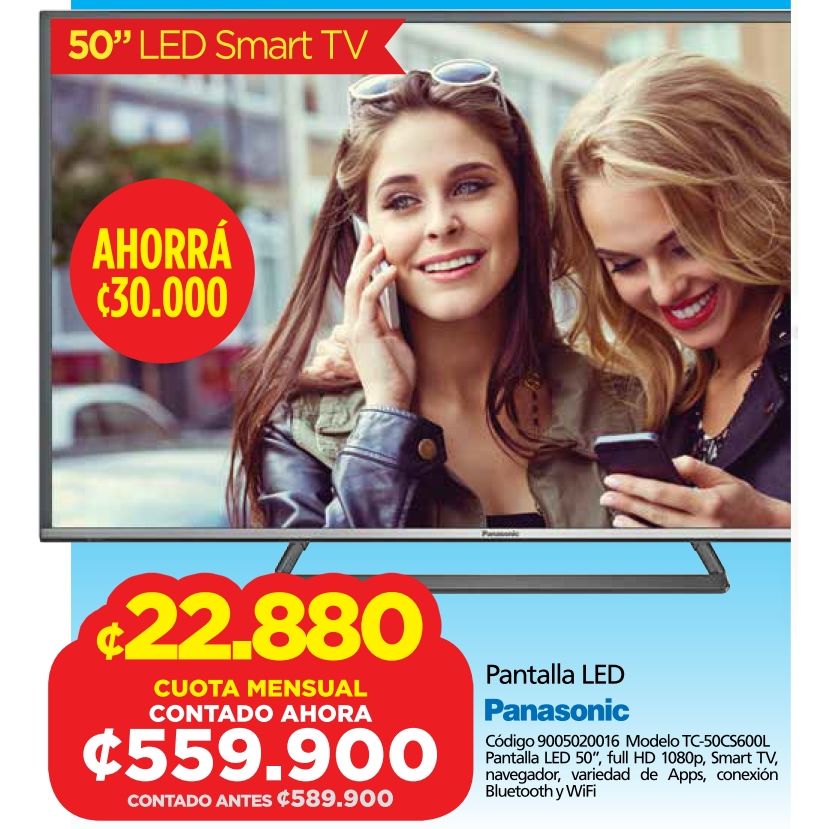 50” LED Smart TV
AHORRÁ
¢30.000
Panasonic
¢22.880
CUOTA MENSUAL
CONTADO AHORA
¢559.900
CONTADO ANTES ¢589.900
Pantalla LED
Panasonic
Código 9005020016 Modelo TC-50CS600L
Pantalla LED 50”, full HD 1080p, Smart TV,
navegador, variedad de Apps, conexión
Bluetooth y WiFi